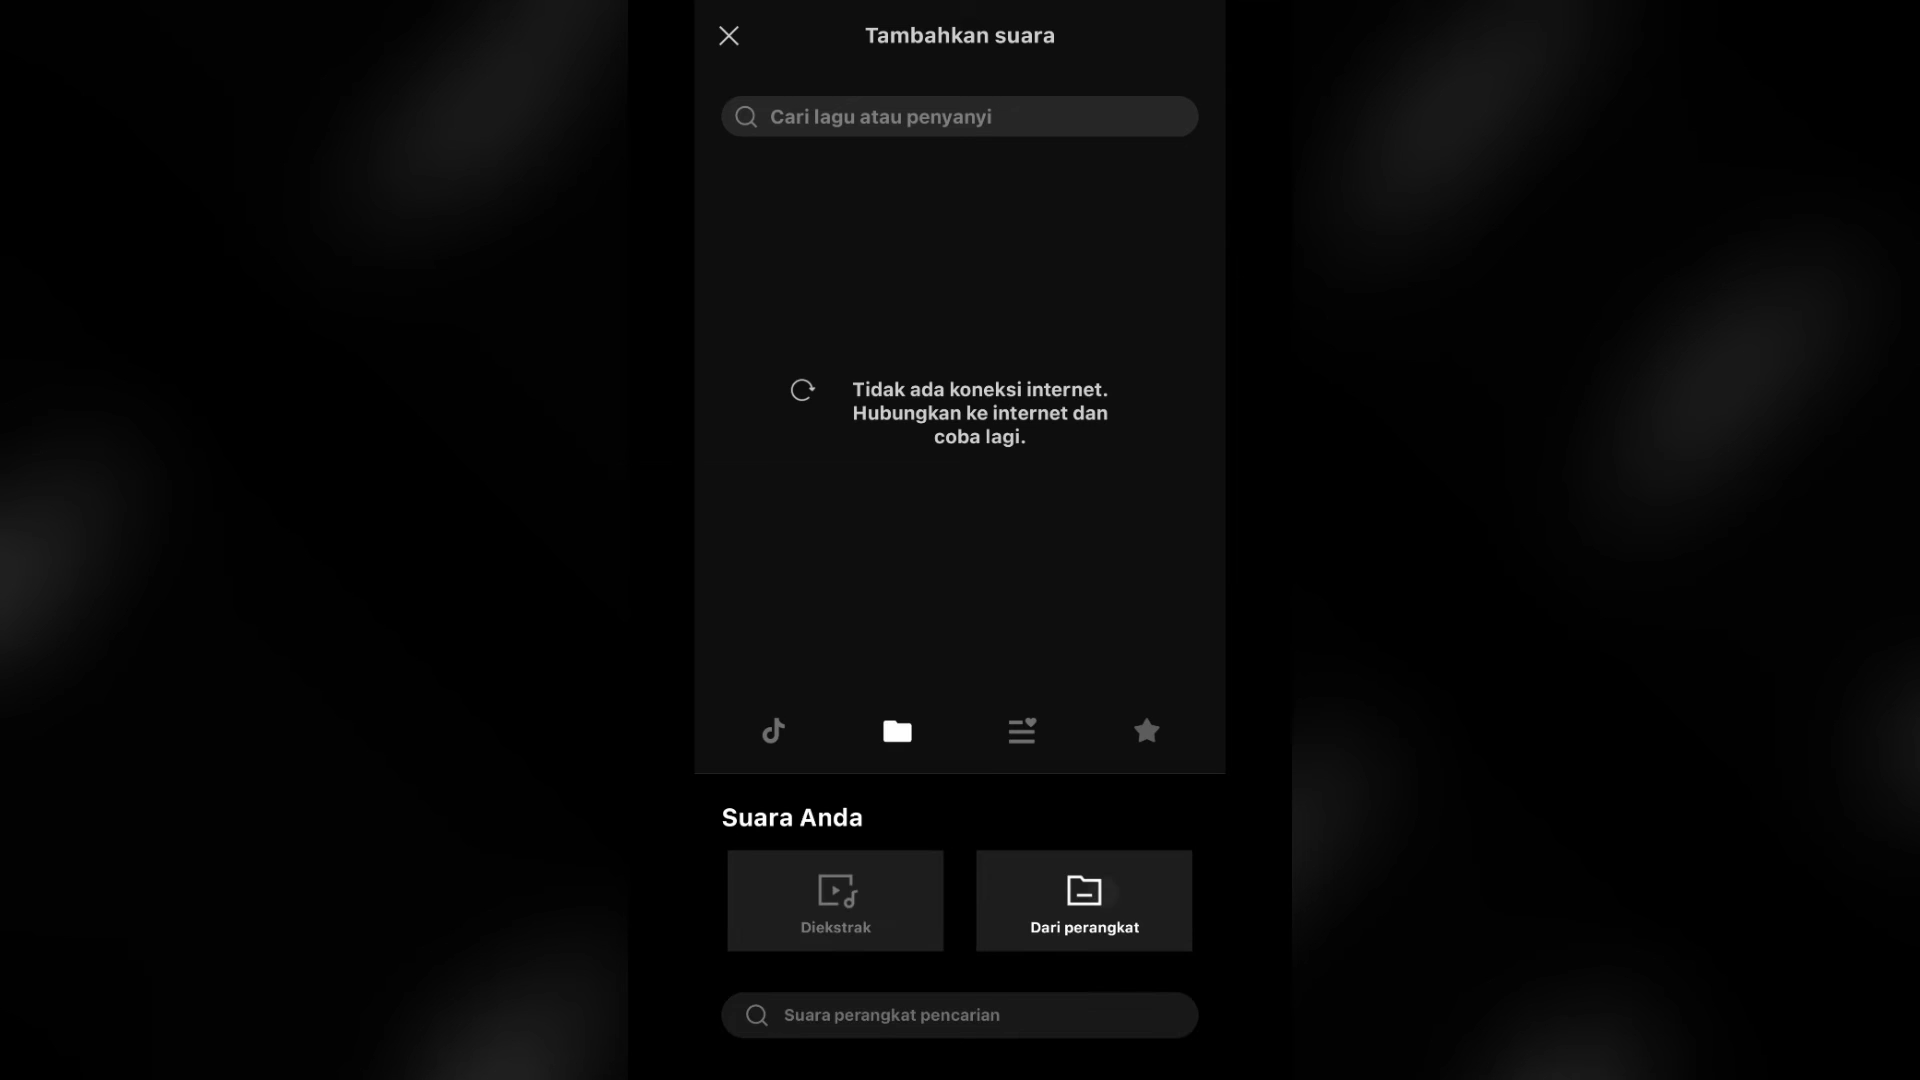 Tambahkan suara
Cari lagu atau penyanyi
Tidak ada koneksi internet.
Hubungkan ke internet dan
coba lagi.
Suara Anda
Diekstrak
Dari perangkat
Suara perangkat pencarian